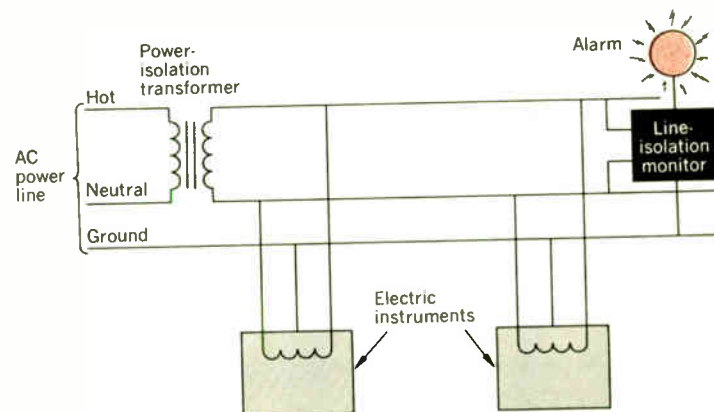 Power-
isolation
transformer
Alarm
Hot
Line-
isolation
monitor
AC
power
line
Neutral
Ground
Electric
instruments